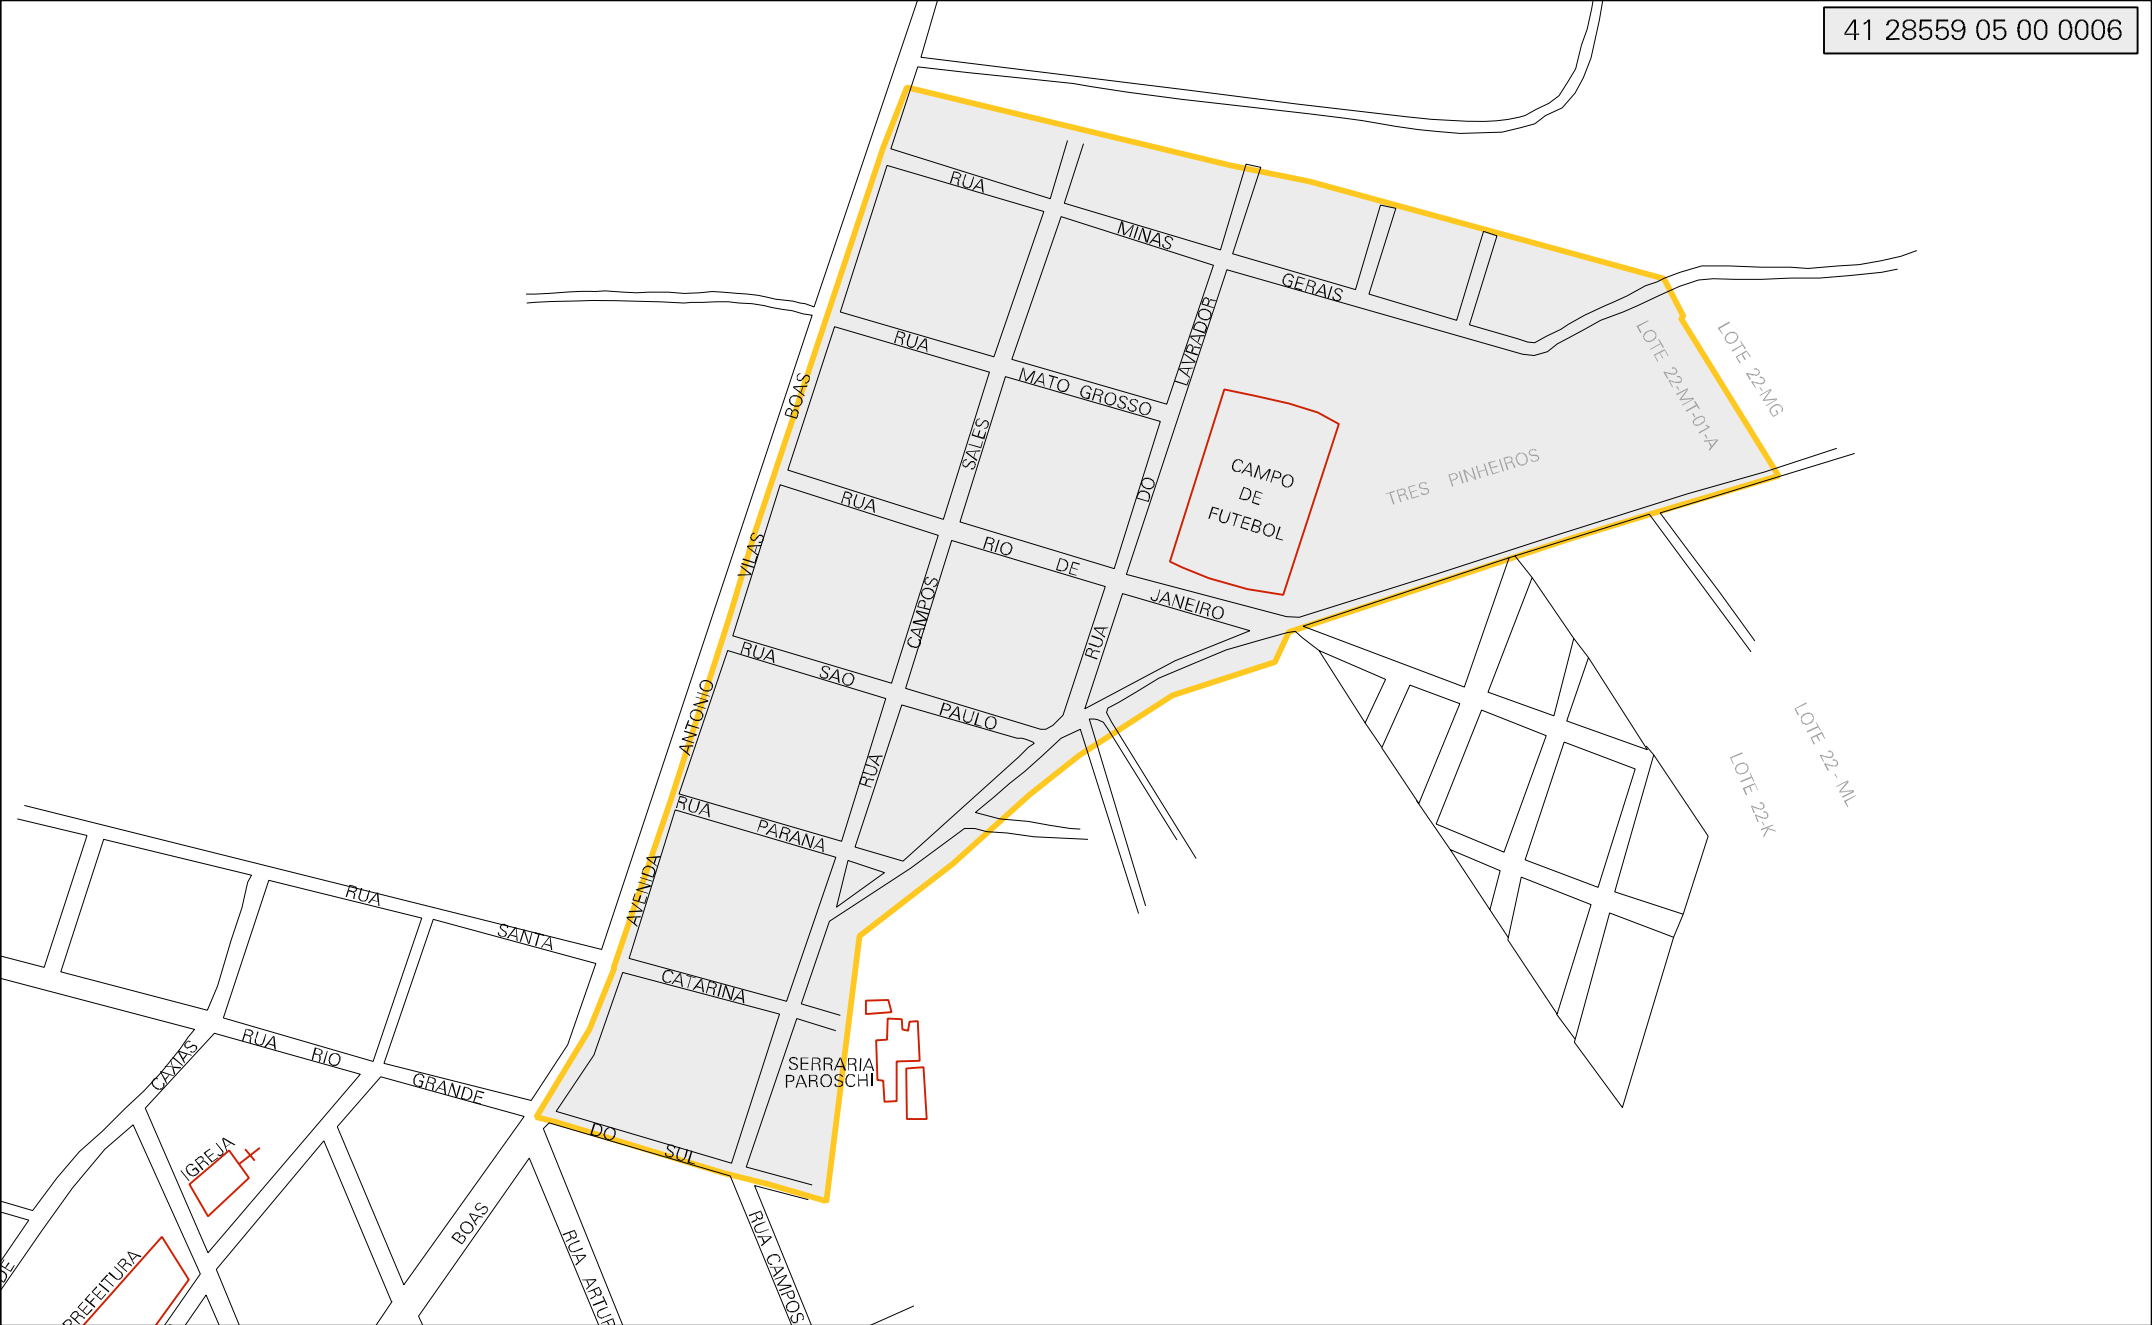 41 28559 05 00 0006
RUA MINAS GERAIS
RUA MATO GROSSO
RUA RIO DE JANEIRO
RUA SAO PAULO
RUA PARANA
RUA SANTA CATARINA
RUA RIO GRANDE DO SUL
AVENIDA ANTONIO VILAS BOAS
RUA CAMPOS SALES
RUA DO LAVRADOR
CAMPO
DE
FUTEBOL
TRES PINHEIROS
LOTE 22-MT-01-A
LOTE 22-MG
LOTE 22-K
LOTE 22 - ML
SERRARIA
PAROSCHI
CAXIAS
DE
IGREJA
PREFEITURA
BOAS
RUA ARTUR
RUA CAMPOS